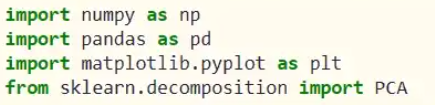 import numpy as np
import pandas as pd
import matplotlib.pyplot as plt
from sklearn.decomposition import PCA